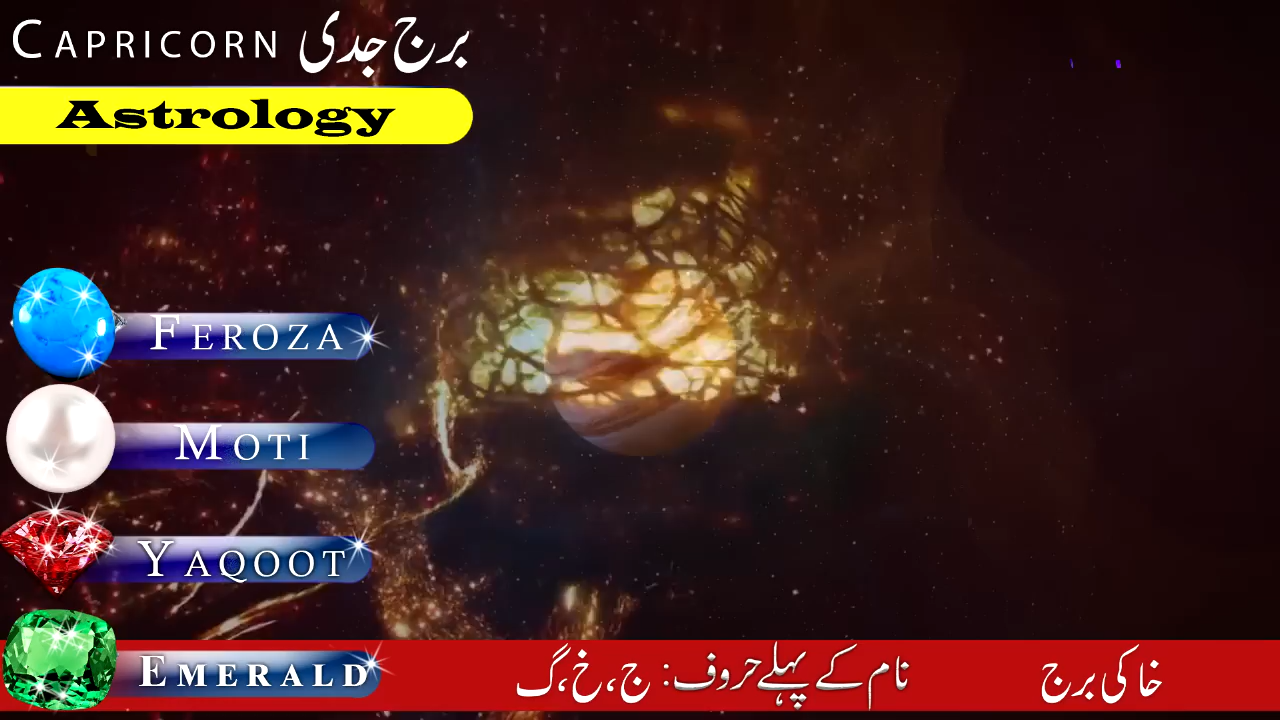 CAPRICORN برج جدی
Astrology
FEROZA
MOTI
YAQOOT
EMERALD
خاکی برج نام کے پہلے حروف: ج، خ، گ